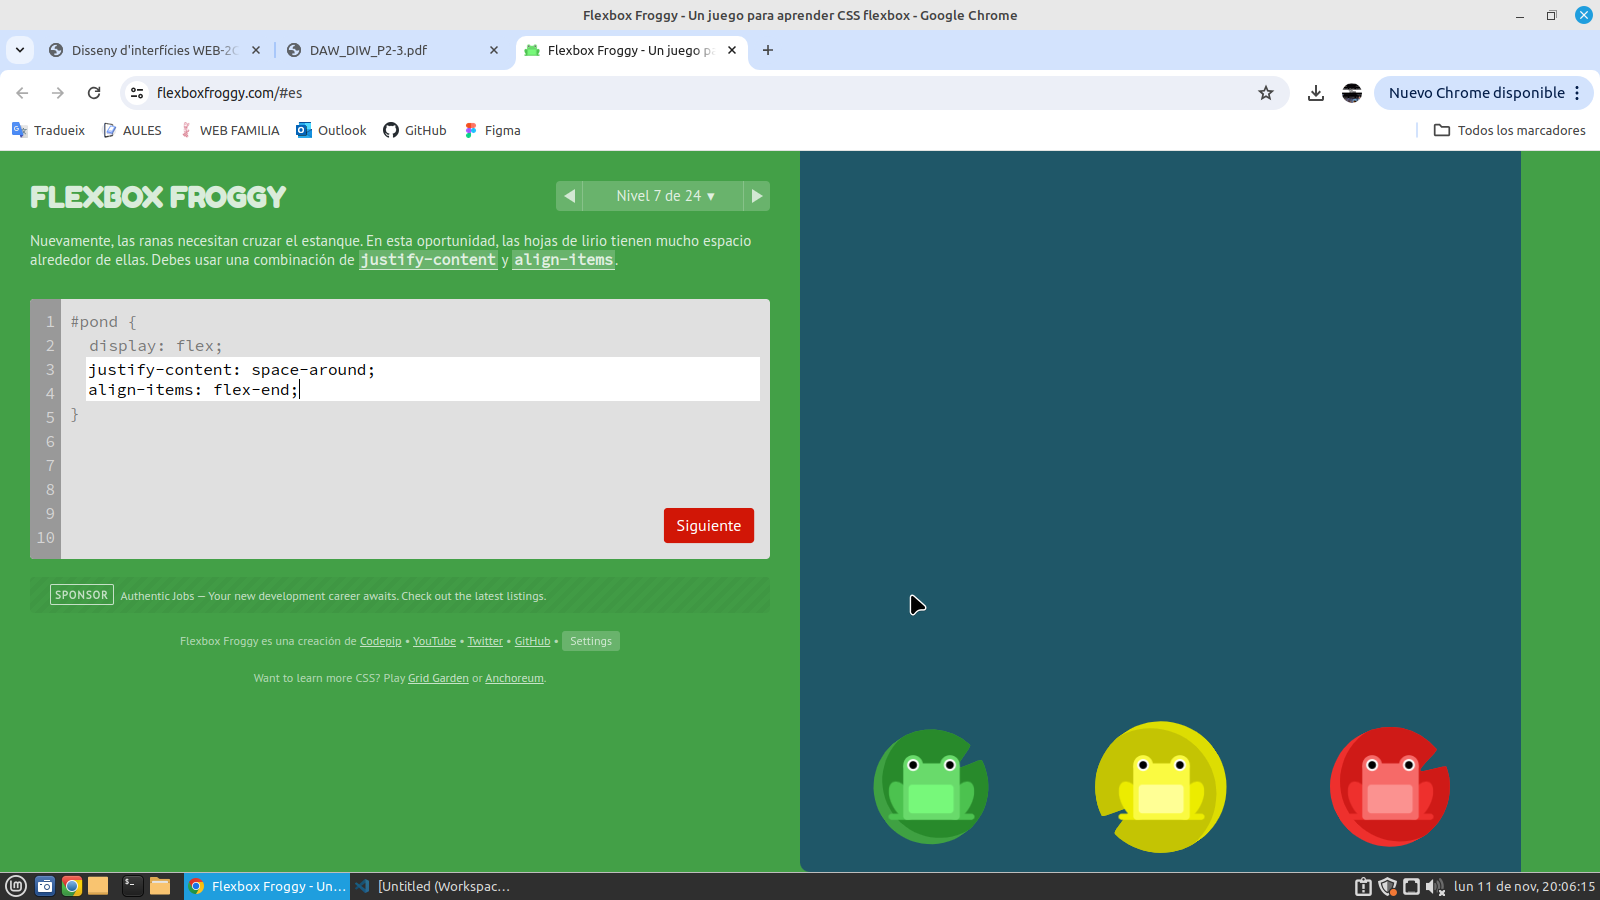 Flexbox Froggy - Un juego para aprender CSS flexbox - Google Chrome
Disseny d'interfícies WEB-2
DAW_DIW_P2-3.pdf
Flexbox Froggy - Un juego p
flexboxfroggy.com/#es
Nuevo Chrome disponible
Tradueix
AULES
WEB FAMILIA
Outlook
GitHub
Figma
Todos los marcadores
FLEXBOX FROGGY
Nivel 7 de 24 ▾
Nuevamente, las ranas necesitan cruzar el estanque. En esta oportunidad, las hojas de lirio tienen mucho espacio
alrededor de ellas. Debes usar una combinación de justify-content y align-items.
1 #pond {
2 display: flex;
3 justify-content: space-around;
4 align-items: flex-end;
5 }
6
7
8
9
10
Siguiente
SPONSOR Authentic Jobs — Your new development career awaits. Check out the latest listings.
Flexbox Froggy es una creación de Codepip • YouTube • Twitter • GitHub • Settings
Want to learn more CSS? Play Grid Garden or Anchoreum.
Flexbox Froggy - Un...
[Untitled (Workspac...
lun 11 de nov, 20:06:15